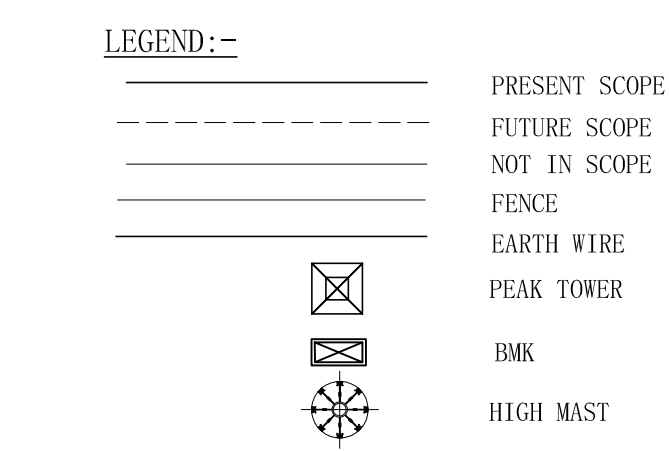 LEGEND:-
PRESENT SCOPE
FUTURE SCOPE
NOT IN SCOPE
FENCE
EARTH WIRE
PEAK TOWER
BMK
HIGH MAST